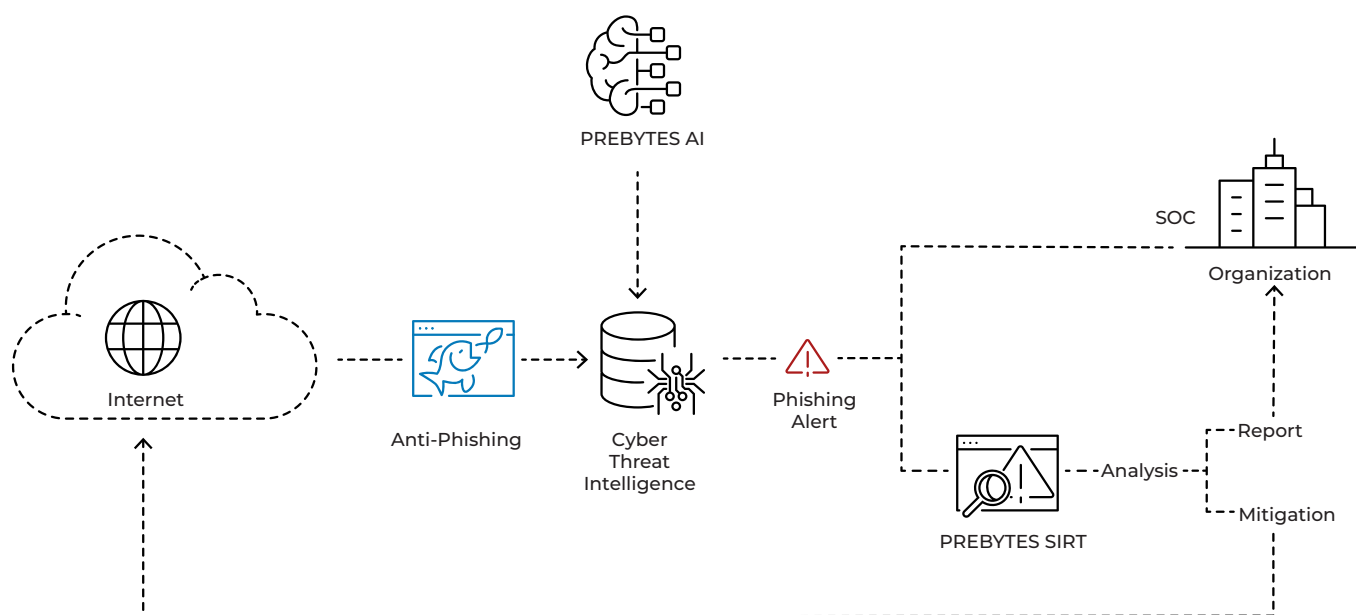 PREBYTES AI
SOC
Organization
Internet
Anti-Phishing
Cyber
Threat
Intelligence
Phishing
Alert
Report
Analysis
Mitigation
PREBYTES SIRT